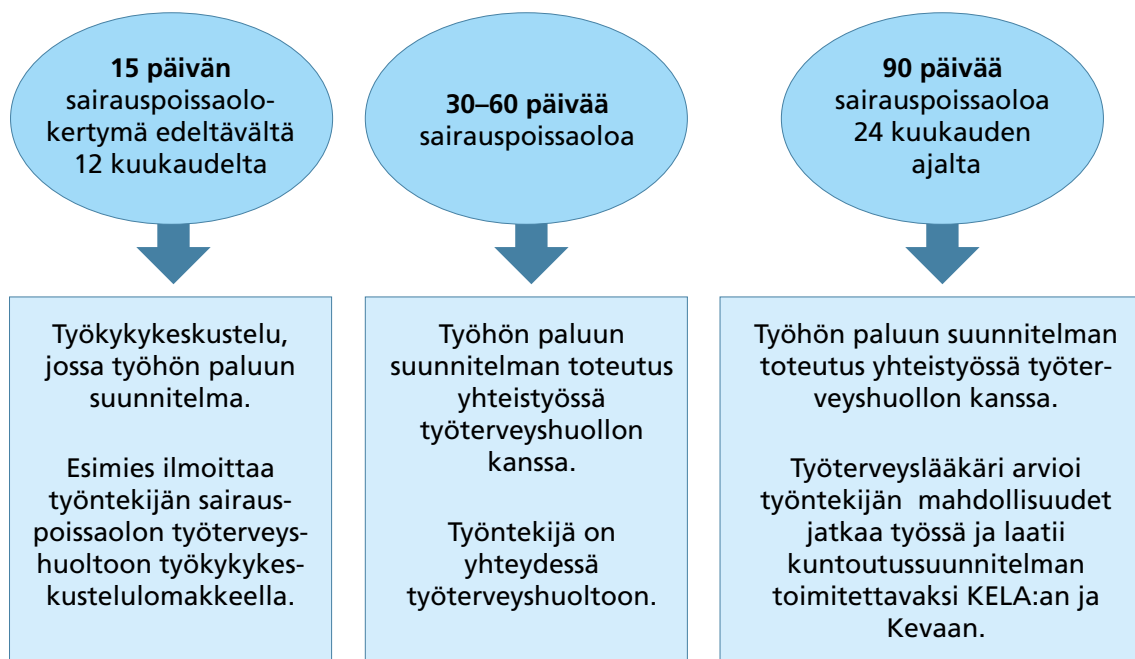 15 päivän
sairauspoissaolo-
kertymä edeltävältä
12 kuukaudelta
30–60 päivää
sairauspoissaoloa
90 päivää
sairauspoissaoloa
24 kuukauden
ajalta
Työkykykeskustelu,
jossa työhön paluun
suunnitelma.
Esimies ilmoittaa
työntekijän sairaus-
poissaolon työterveys-
huoltoon työkykykes-
kustelulomakkeella.
Työhön paluun
suunnitelman toteutus
yhteistyössä
työterveyshuollon
kanssa.
Työntekijä on
yhteydessä
työterveyshuoltoon.
Työhön paluun suunnitelman
toteutus yhteistyössä työter-
veyshuollon kanssa.
Työterveyslääkäri arvioi
työntekijän  mahdollisuudet
jatkaa työssä ja laatii
kuntoutussuunnitelman
toimitettavaksi KELA:an ja
Kevaan.